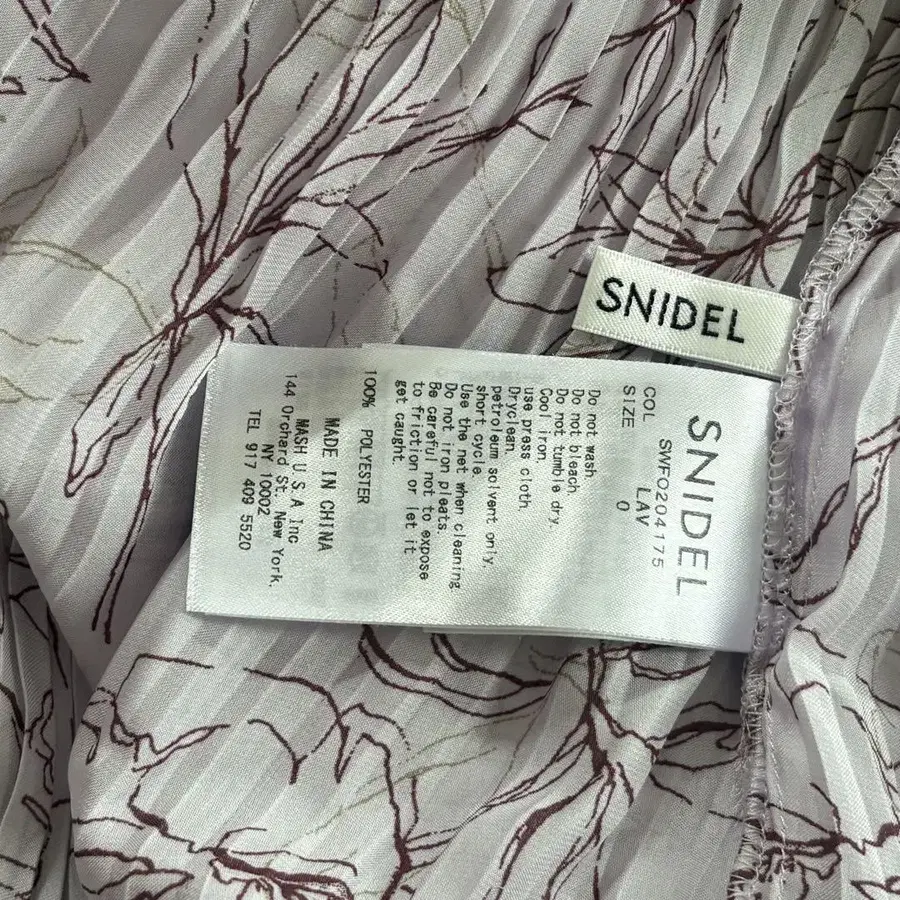 SNIDEL
SNIDEL
SWFO204175
COL LAV
SIZE 0
Do not wash.
Do not bleach.
Do not tumble dry.
Cool iron.
use press cloth.
Dryclean.
petroleum solvent only.
short cycle.
Use the net when cleaning.
Do not iron pleats.
Be careful not to expose
to friction or let it
get caught.
100% POLYESTER
MADE IN CHINA
MASH U S A Inc
144 Orchard St. New York.
NY 10002
TEL 917 409 5520